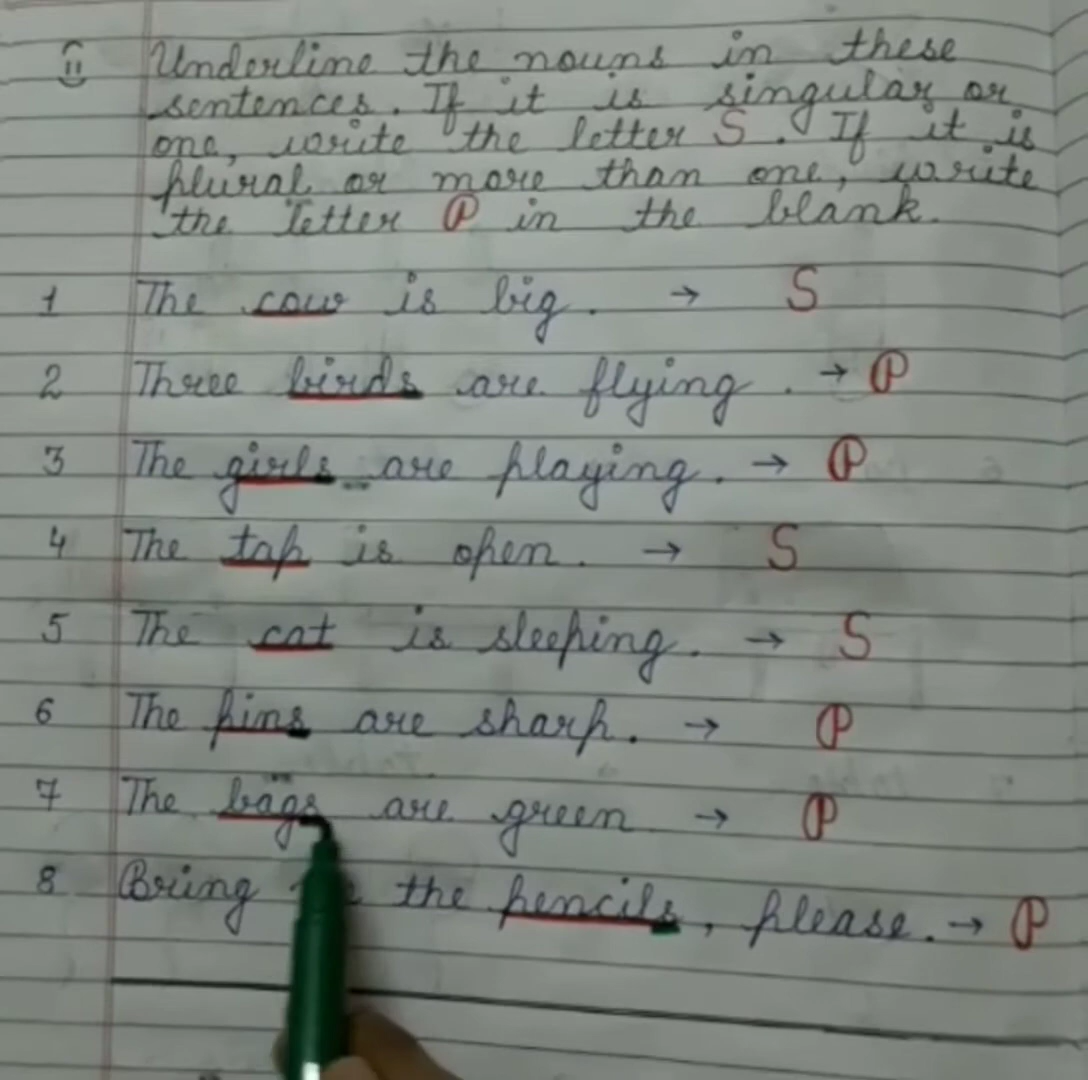 Underline the nouns in these
sentences. If it is singular or
one, write the letter S. If it is
plural or more than one, write
the letter P in the blank.
1 The cow is big. → S
2 Three birds are flying. → P
3 The girls are playing. → P
4 The tap is open. → S
5 The cat is sleeping. → S
6 The pins are sharp. → P
7 The bags are green → P
8 Bring the pencils, please. → P